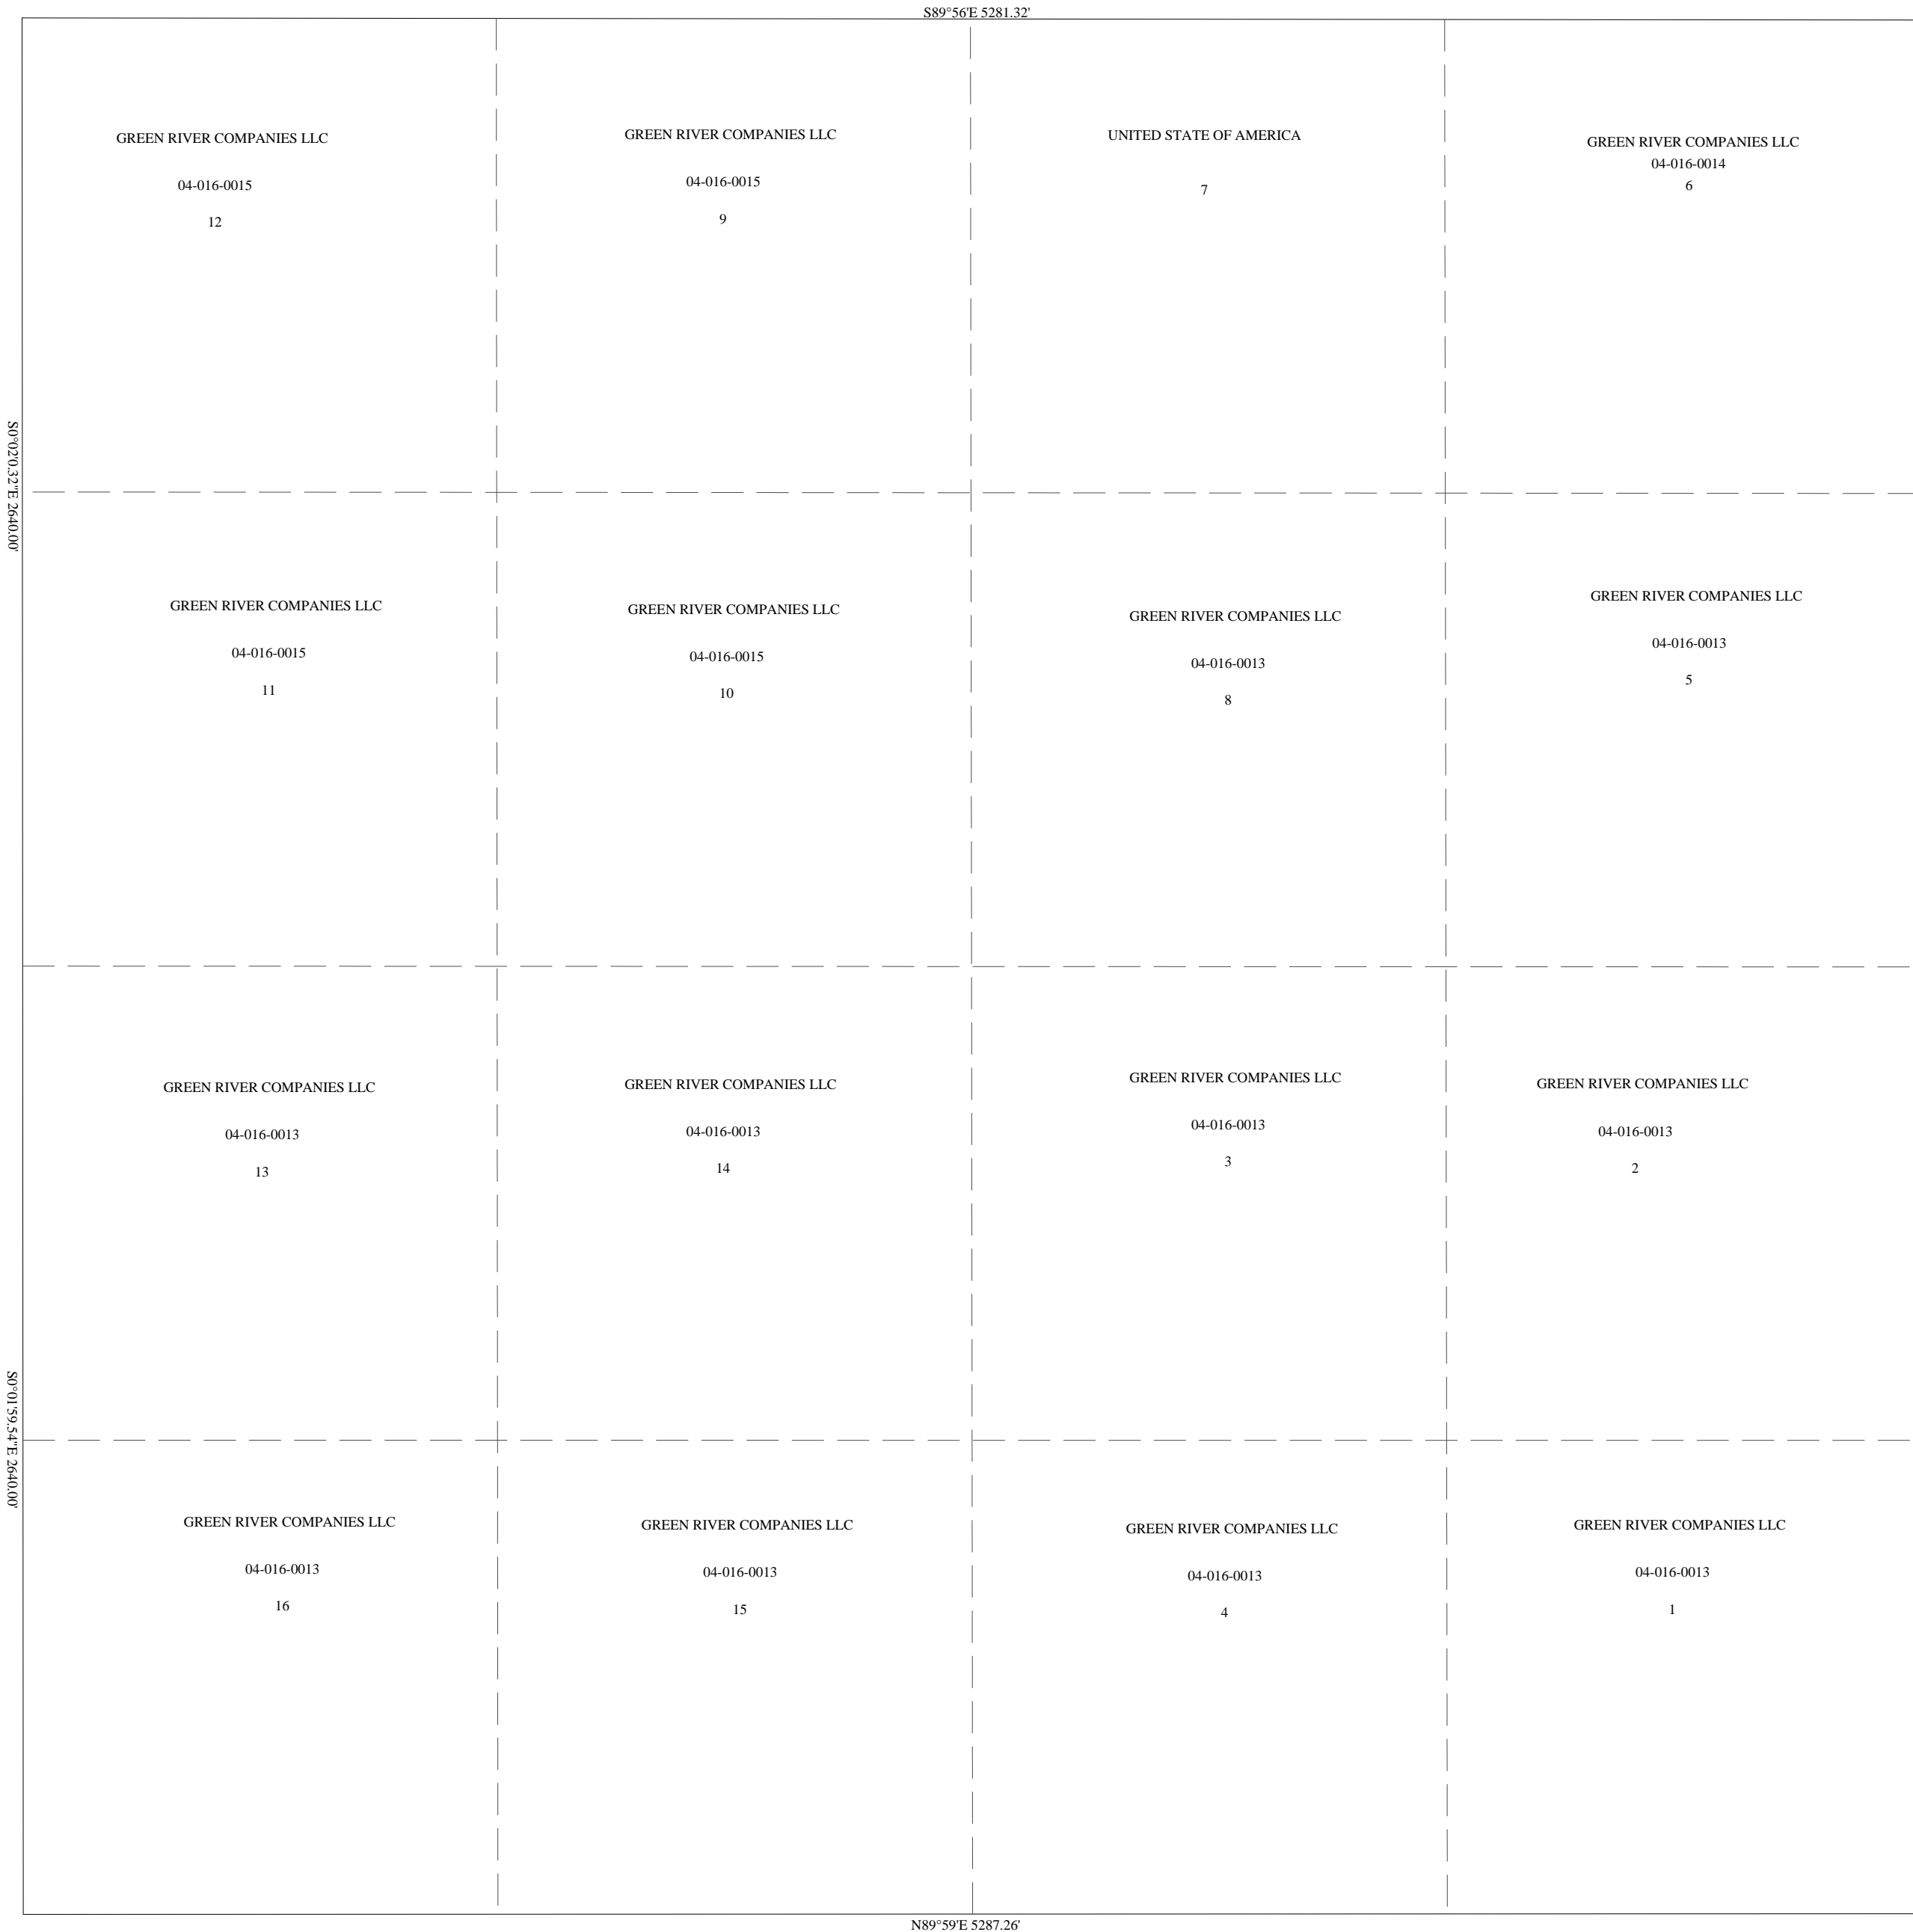 S89°56'E 5281.32'
GREEN RIVER COMPANIES LLC
04-016-0015
12
GREEN RIVER COMPANIES LLC
04-016-0015
9
UNITED STATE OF AMERICA
7
GREEN RIVER COMPANIES LLC
04-016-0014
6
S0°02'0.32"E 2640.00'
GREEN RIVER COMPANIES LLC
04-016-0015
11
GREEN RIVER COMPANIES LLC
04-016-0015
10
GREEN RIVER COMPANIES LLC
04-016-0013
8
GREEN RIVER COMPANIES LLC
04-016-0013
5
GREEN RIVER COMPANIES LLC
04-016-0013
13
GREEN RIVER COMPANIES LLC
04-016-0013
14
GREEN RIVER COMPANIES LLC
04-016-0013
3
GREEN RIVER COMPANIES LLC
04-016-0013
2
S0°01'59.54"E 2640.00'
GREEN RIVER COMPANIES LLC
04-016-0013
16
GREEN RIVER COMPANIES LLC
04-016-0013
15
GREEN RIVER COMPANIES LLC
04-016-0013
4
GREEN RIVER COMPANIES LLC
04-016-0013
1
N89°59'E 5287.26'